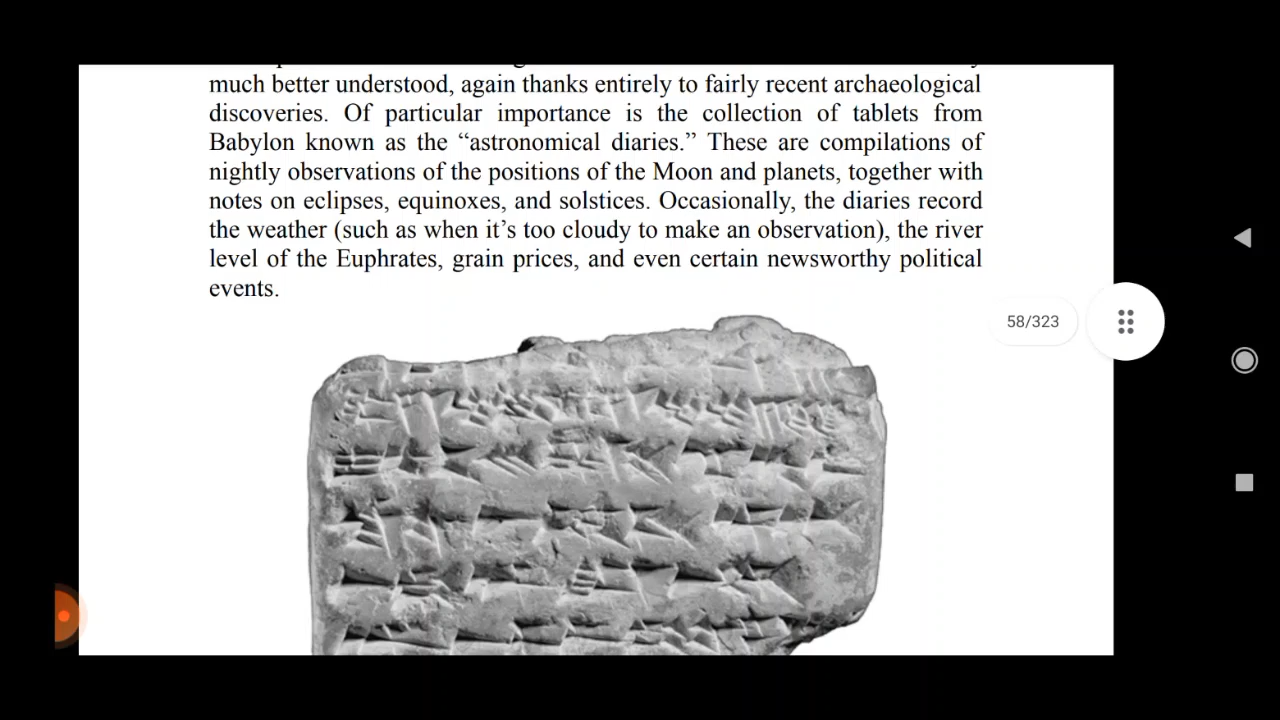 much better understood, again thanks entirely to fairly recent archaeological
discoveries. Of particular importance is the collection of tablets from
Babylon known as the “astronomical diaries.” These are compilations of
nightly observations of the positions of the Moon and planets, together with
notes on eclipses, equinoxes, and solstices. Occasionally, the diaries record
the weather (such as when it’s too cloudy to make an observation), the river
level of the Euphrates, grain prices, and even certain newsworthy political
events.
58/323